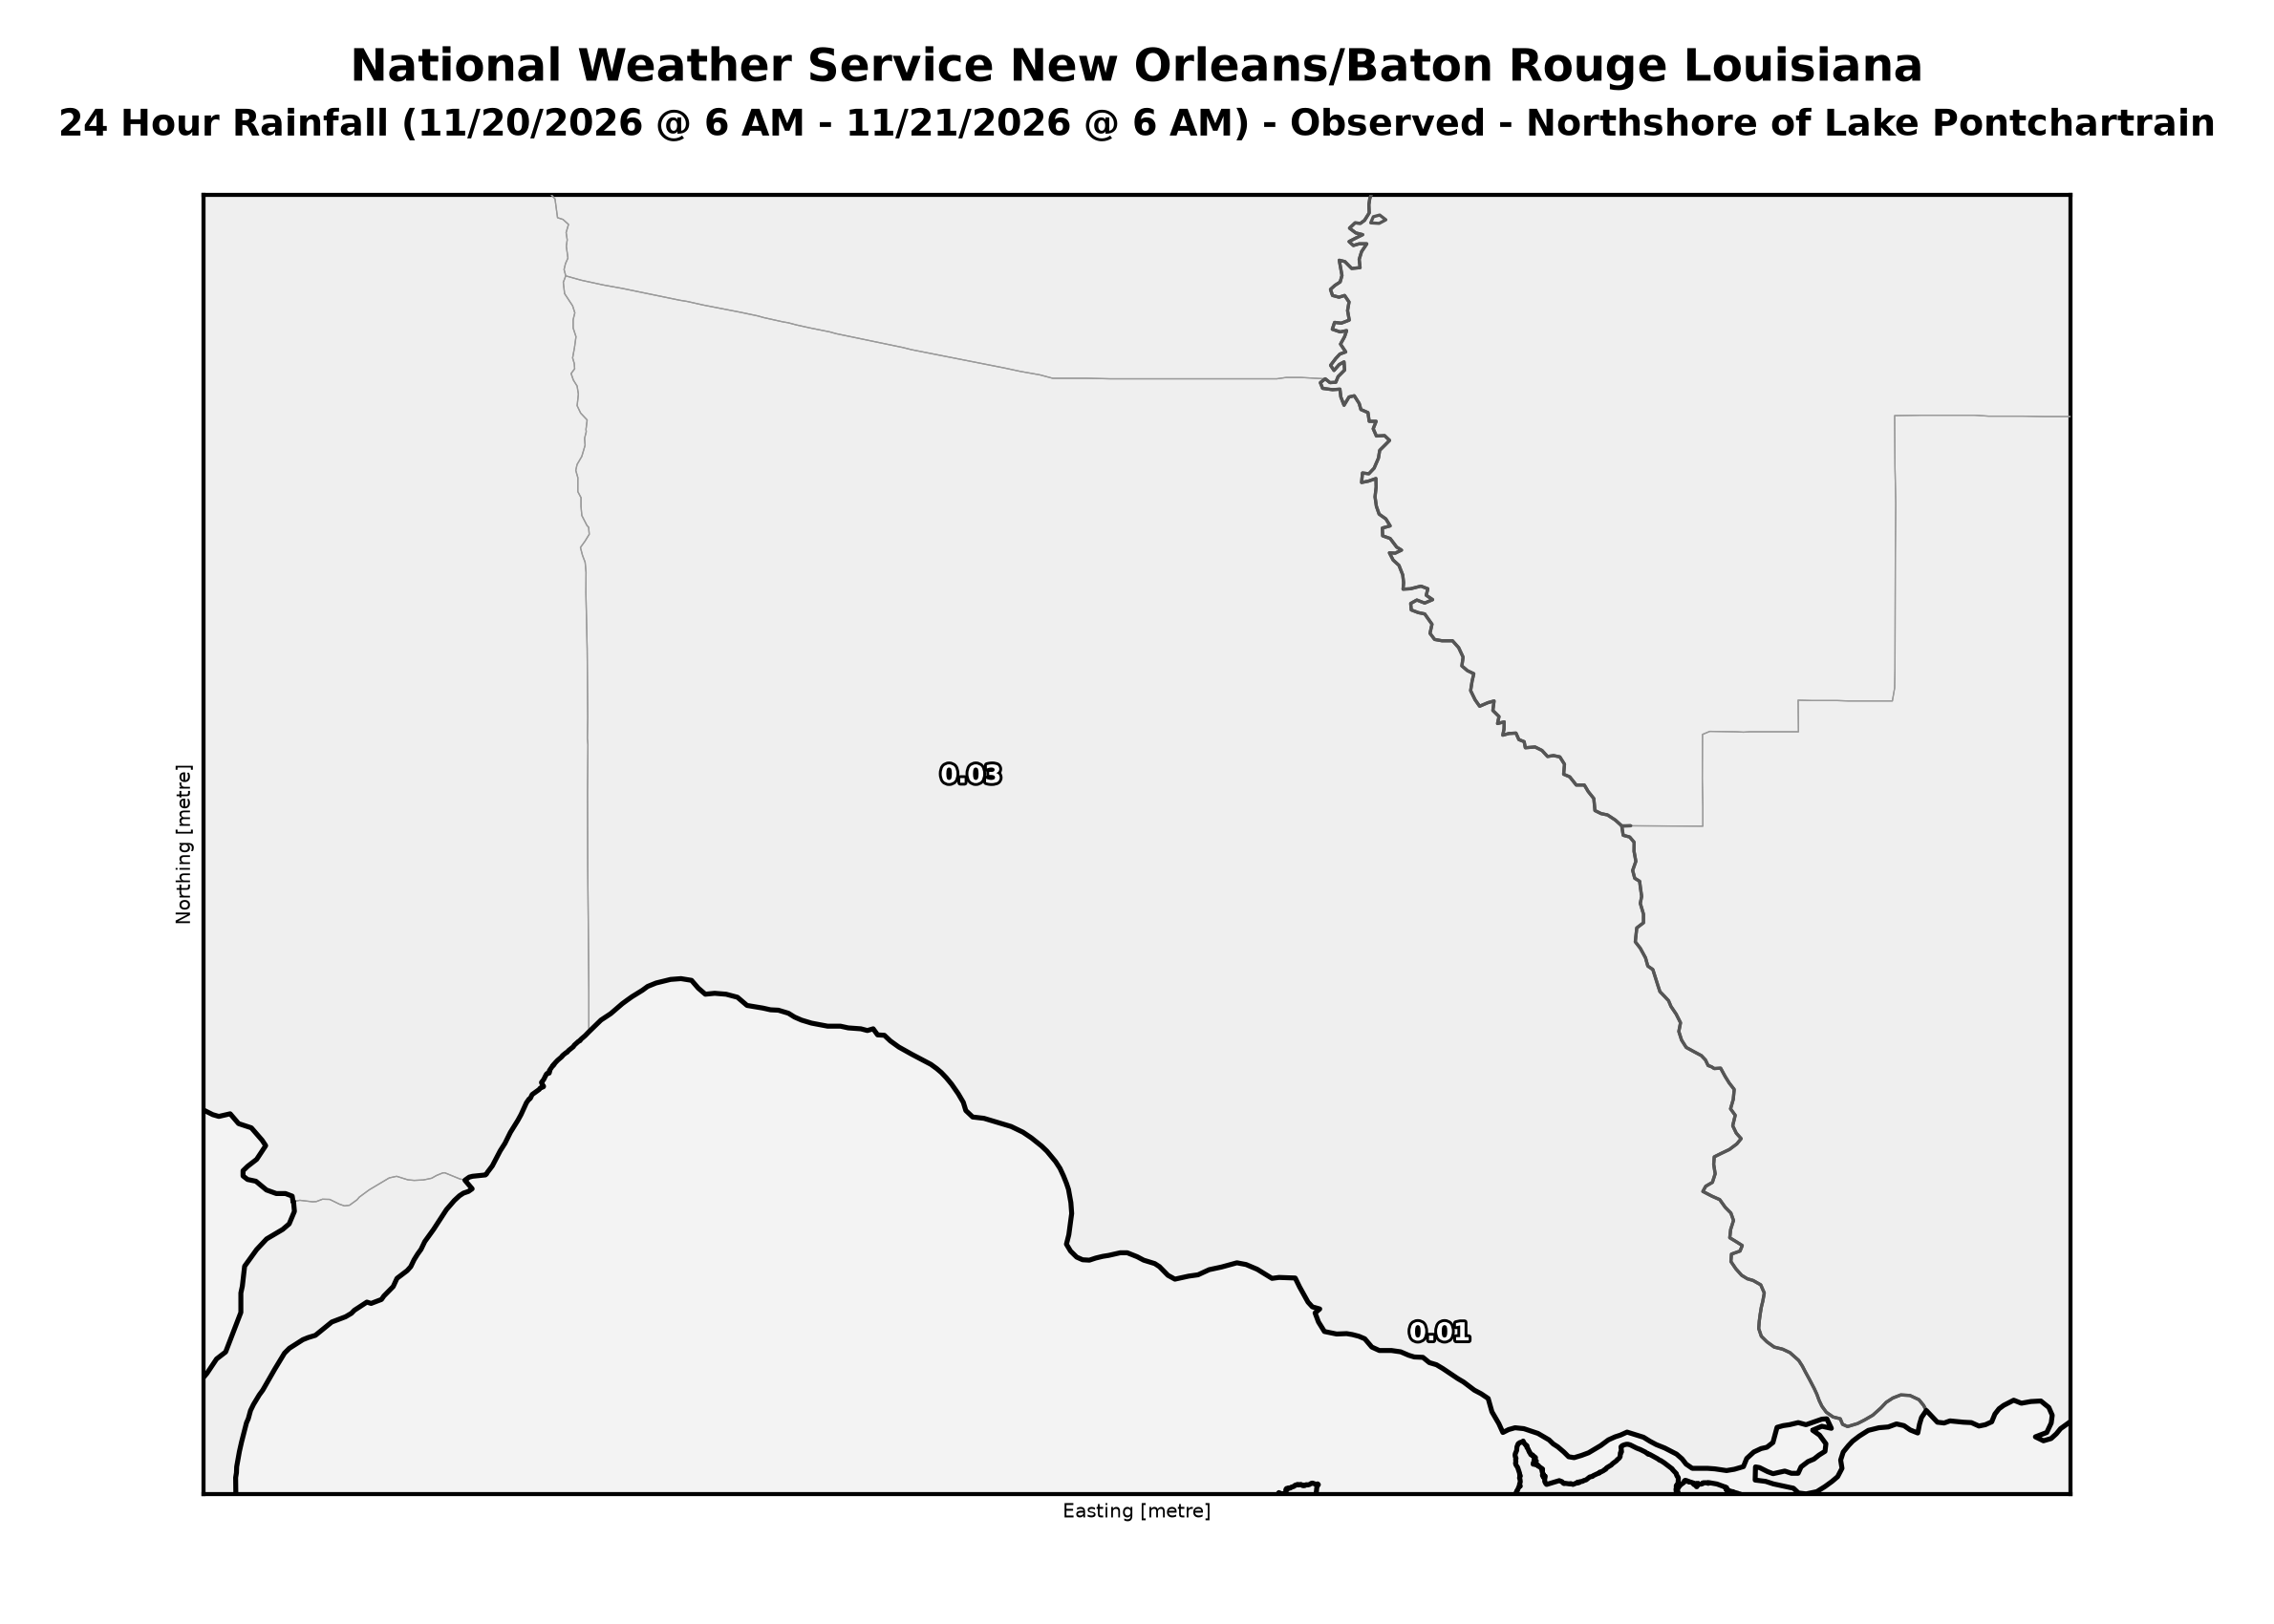 National Weather Service New Orleans/Baton Rouge Louisiana
24 Hour Rainfall (11/20/2026 @ 6 AM - 11/21/2026 @ 6 AM) - Observed - Northshore of Lake Pontchartrain
0.03
Northing [metre]
0.01
Easting [metre]